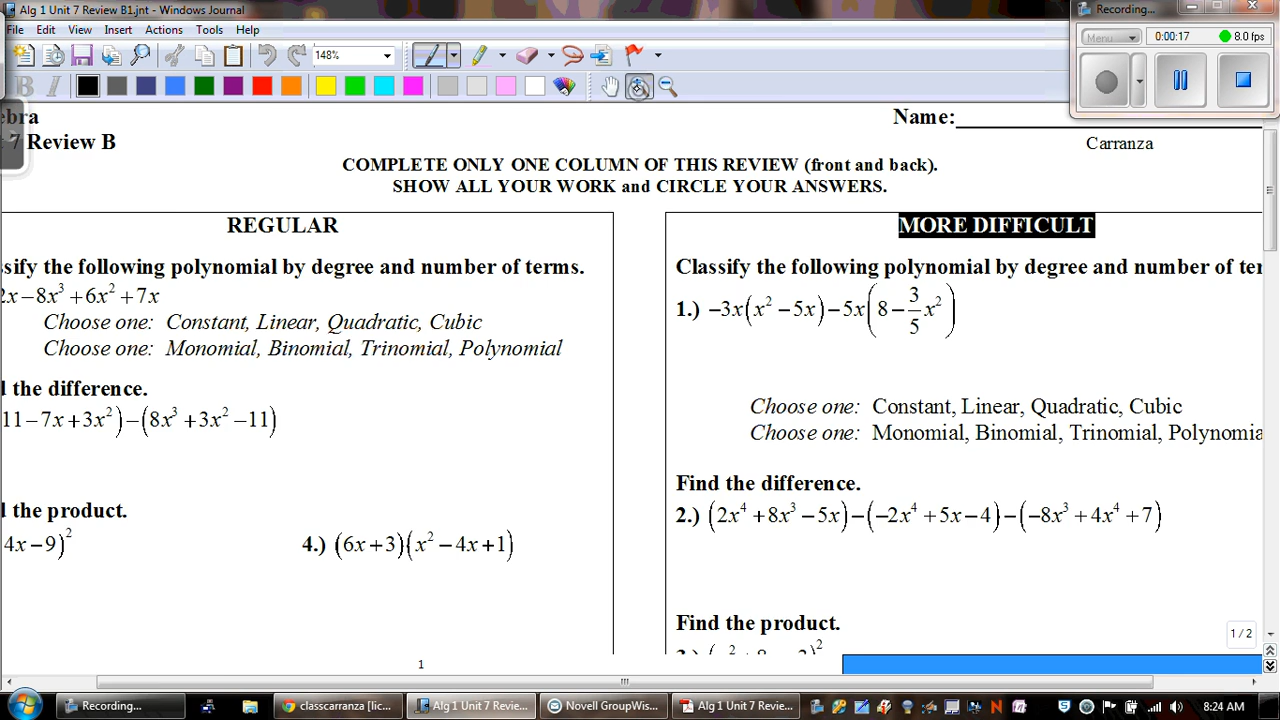 Alg 1 Unit 7 Review B1.jnt - Windows Journal
File Edit View Insert Actions Tools Help
148%
B I
Recording...
Menu 0:00:17 8.0 fps
ebra
7 Review B
Name:
Carranza
COMPLETE ONLY ONE COLUMN OF THIS REVIEW (front and back).
SHOW ALL YOUR WORK and CIRCLE YOUR ANSWERS.
REGULAR
ssify the following polynomial by degree and number of terms.
2x − 8x³ + 6x² + 7x
Choose one: Constant, Linear, Quadratic, Cubic
Choose one: Monomial, Binomial, Trinomial, Polynomial
d the difference.
11 − 7x + 3x²) − (8x³ + 3x² − 11)
d the product.
4x − 9)²
4.) (6x + 3)(x² − 4x + 1)
1
MORE DIFFICULT
Classify the following polynomial by degree and number of ter
1.) −3x(x² − 5x) − 5x(8 − 3/5 x²)
Choose one: Constant, Linear, Quadratic, Cubic
Choose one: Monomial, Binomial, Trinomial, Polynomia
Find the difference.
2.) (2x⁴ + 8x³ − 5x) − (−2x⁴ + 5x − 4) − (−8x³ + 4x⁴ + 7)
Find the product.
1 / 2
Recording...
classcarranza [lic...
Alg 1 Unit 7 Revie...
Novell GroupWis...
Alg 1 Unit 7 Revie...
8:24 AM